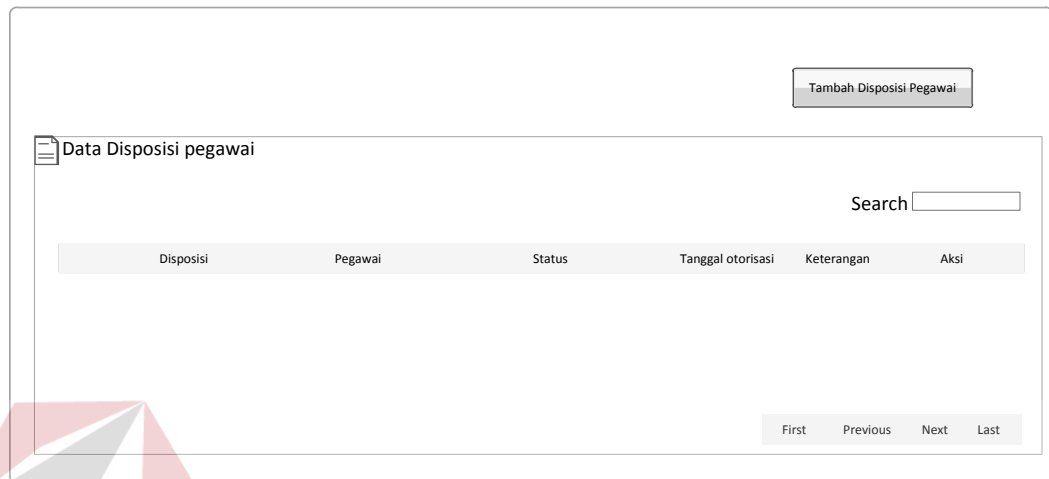 Tambah Disposisi Pegawai
Data Disposisi pegawai
Search
Disposisi Pegawai Status Tanggal otorisasi Keterangan Aksi
First Previous Next Last